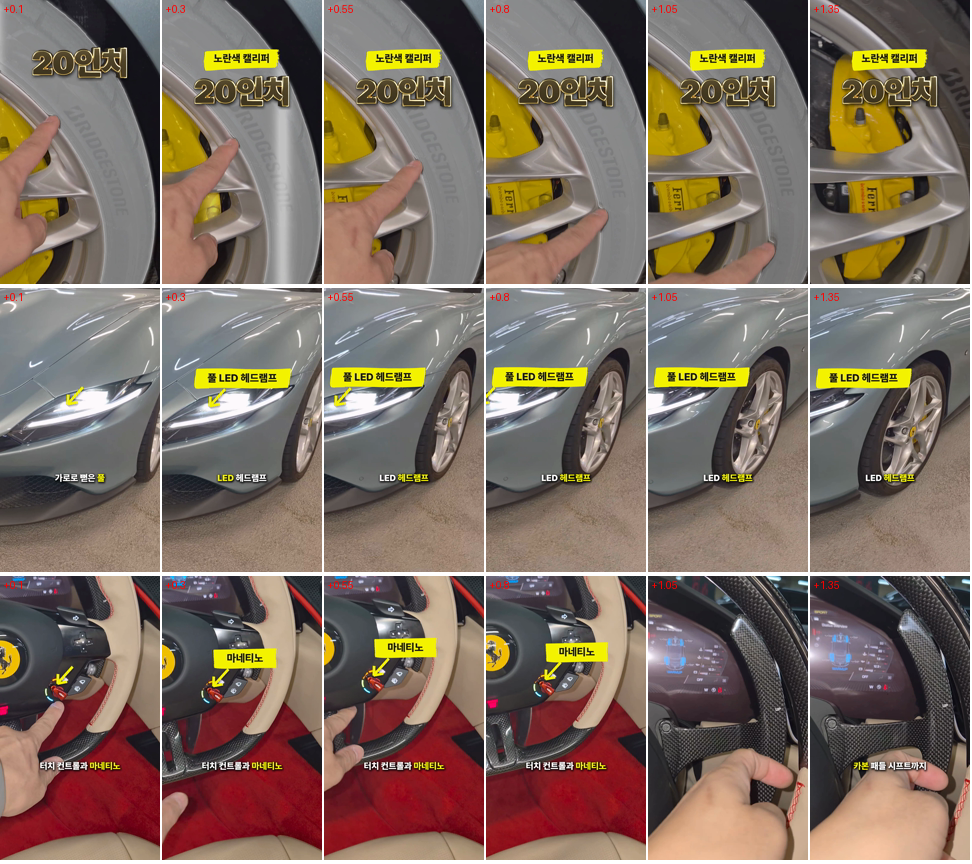 +0.1
20인치
BRIDGESTONE
+0.3
노란색 캘리퍼
20인치
BRIDGESTONE
+0.55
노란색 캘리퍼
20인치
BRIDGESTONE
+0.8
노란색 캘리퍼
20인치
BRIDGESTONE
Ferr
+1.05
노란색 캘리퍼
20인치
BRIDGESTONE
Ferr
+1.35
노란색 캘리퍼
20인치
Ferr
+0.1
가로로 뻗은 풀
+0.3
풀 LED 헤드램프
LED 헤드램프
+0.55
풀 LED 헤드램프
LED 헤드램프
+0.8
풀 LED 헤드램프
LED 헤드램프
+1.05
풀 LED 헤드램프
LED 헤드램프
+1.35
풀 LED 헤드램프
LED 헤드램프
터치 컨트롤과 마네티노
마네티노
터치 컨트롤과 마네티노
마네티노
터치 컨트롤과 마네티노
마네티노
터치 컨트롤과 마네티노
+1.05
+1.35
카본 패들 시프트까지